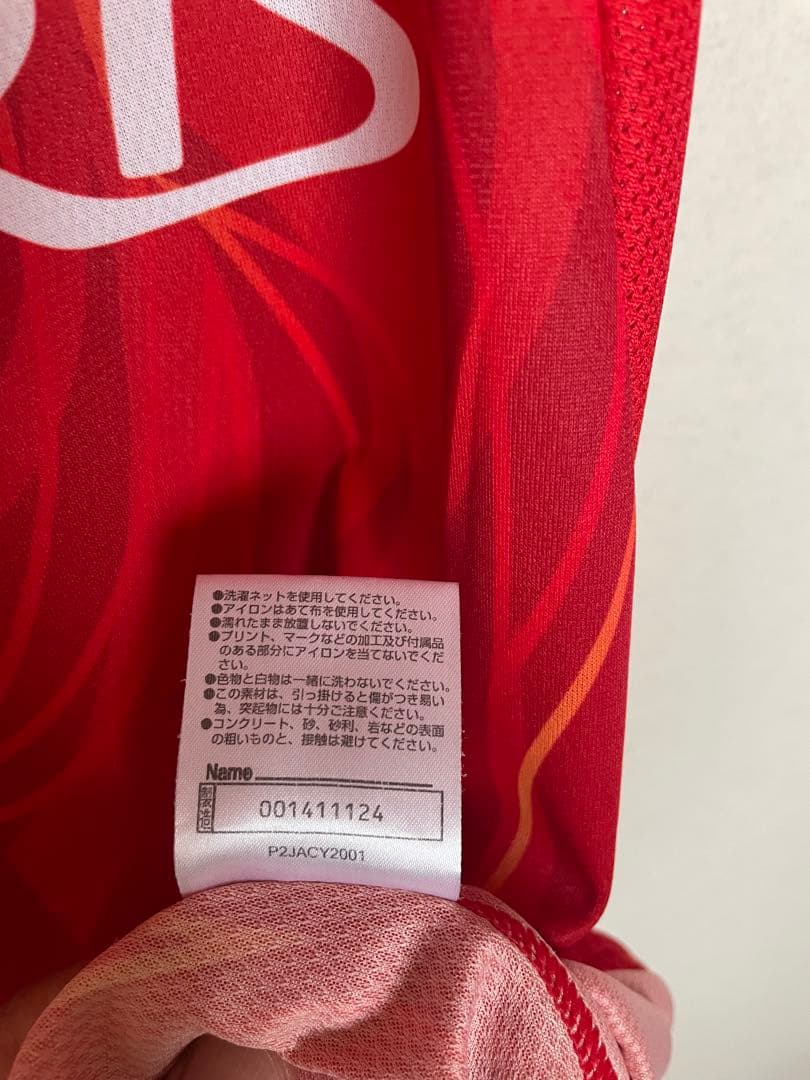 ●洗濯ネットを使用してください。
●アイロンはあて布を使用してください。
●濡れたまま放置しないでください。
●プリント、マークなどの加工及び付属品
のある部分にアイロンを当てないでくだ
さい。
●色物と白物は一緒に洗わないでください。
●この素材は、引っ掛けると傷がつき易い
為、突起物には十分ご注意ください。
●コンクリート、砂、砂利、岩などの表面
の粗いものと、接触は避けてください。
Name
001411124
P2JACY2001